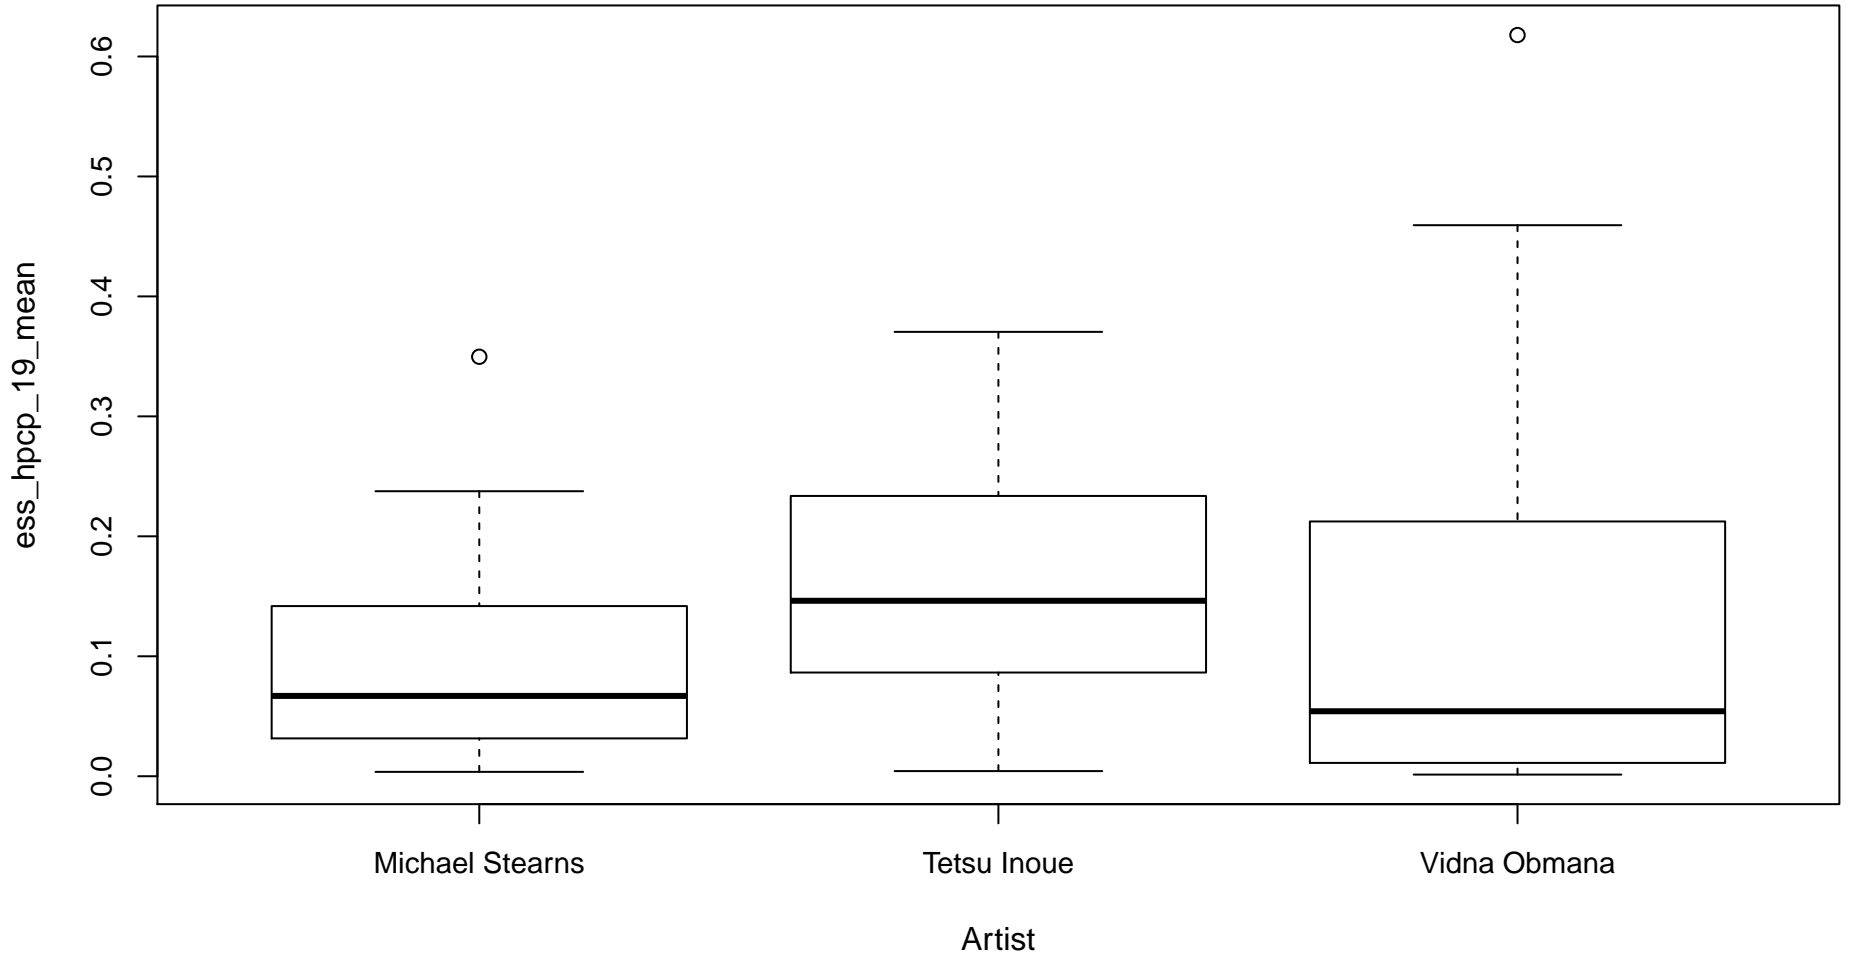 0.6
0.5
0.4
0.3
0.2
0.1
0.0
ess_hpcp_19_mean
Michael Stearns
Tetsu Inoue
Vidna Obmana
Artist